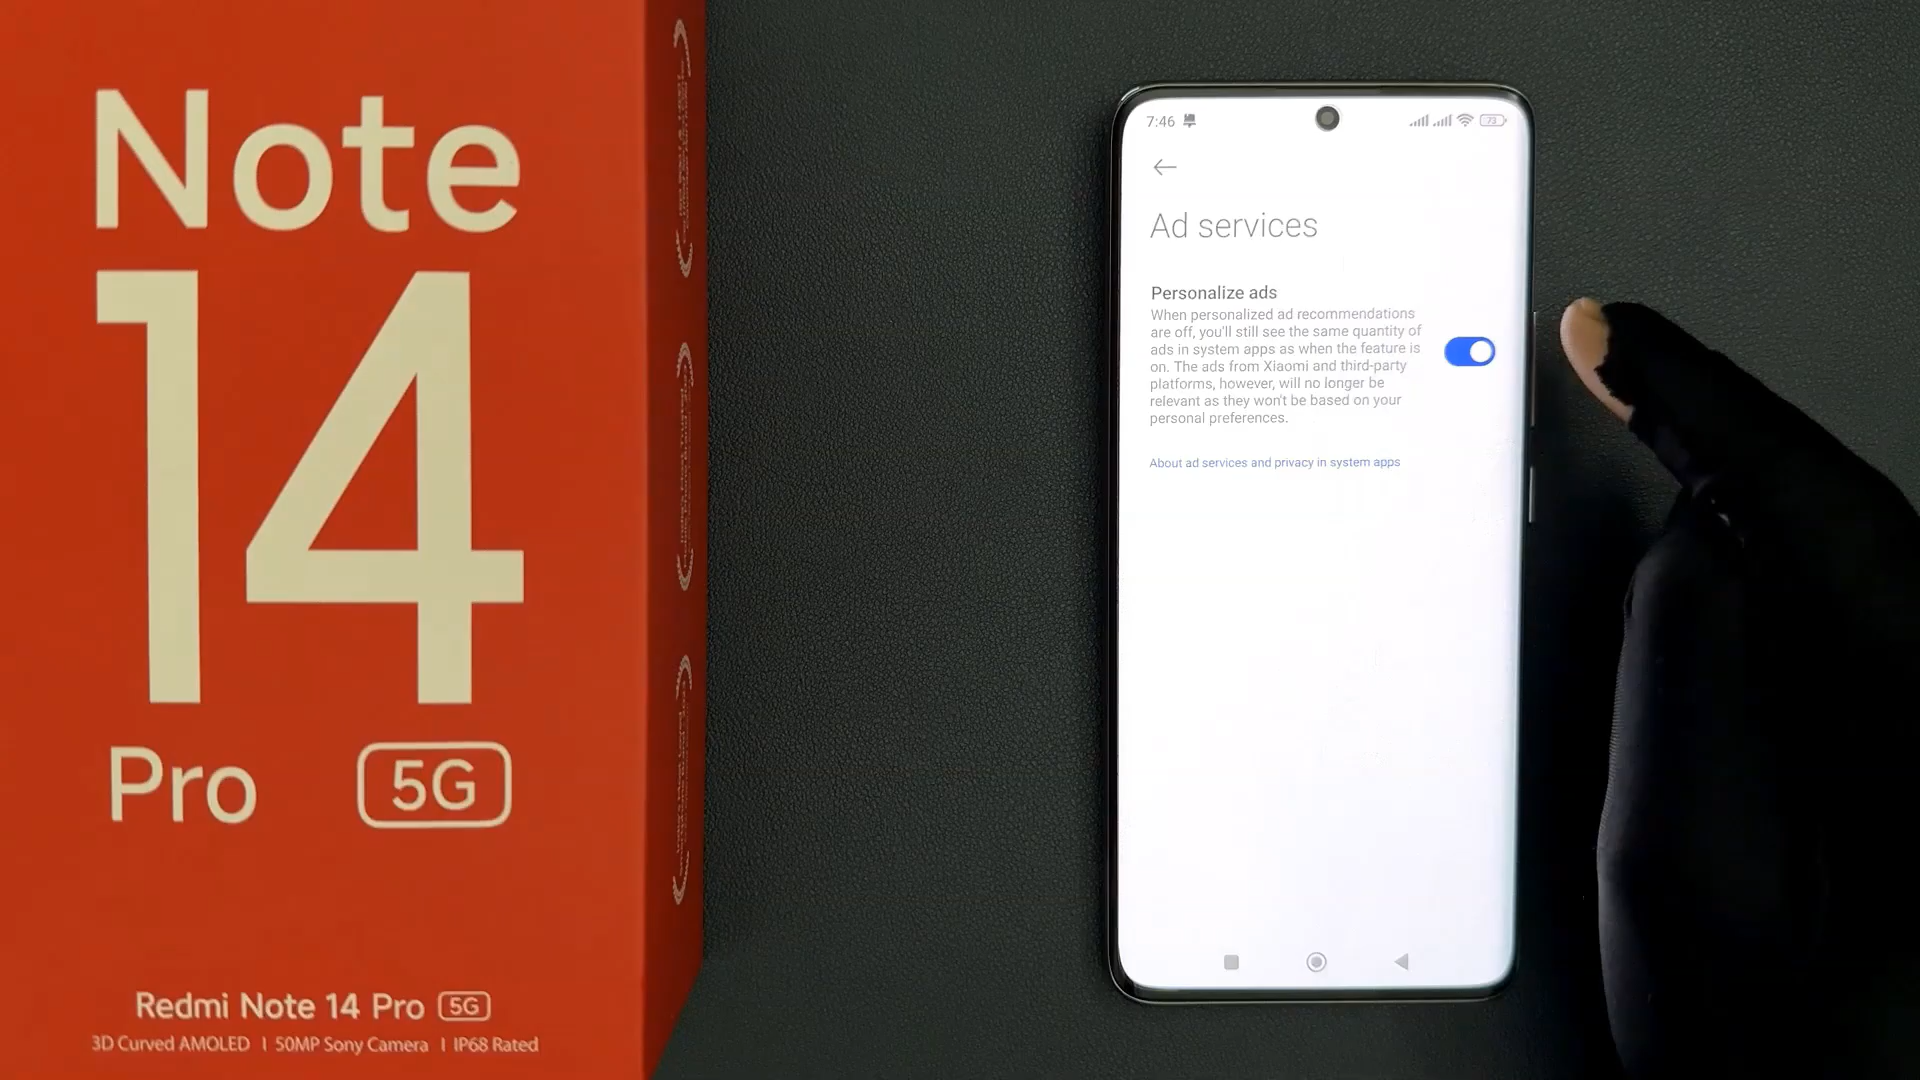 Note
14
Pro 5G
Redmi Note 14 Pro 5G
3D Curved AMOLED | 50MP Sony Camera | IP68 Rated
7:46
73
Ad services
Personalize ads
When personalized ad recommendations
are off, you'll still see the same quantity of
ads in system apps as when the feature is
on. The ads from Xiaomi and third-party
platforms, however, will no longer be
relevant as they won't be based on your
personal preferences.
About ad services and privacy in system apps